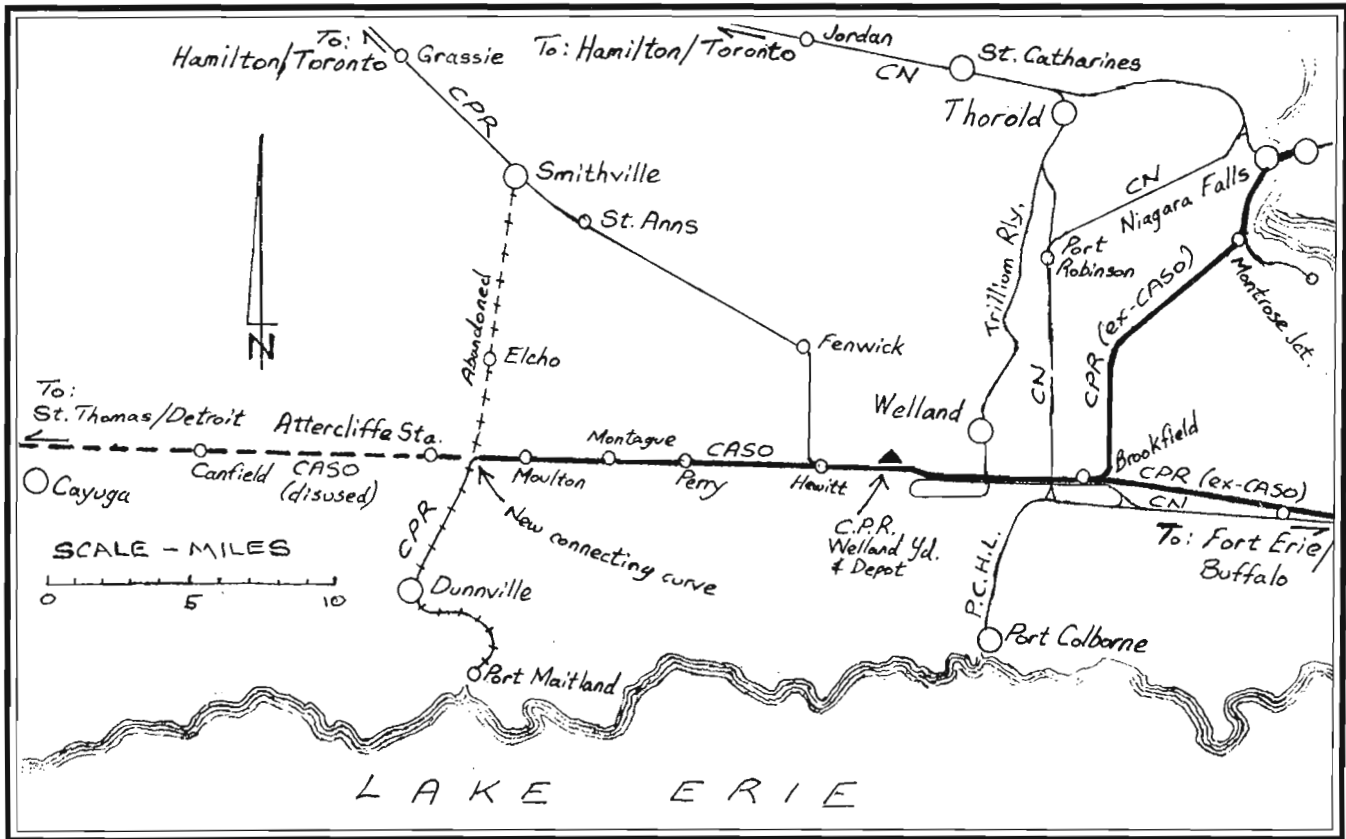 To:
Hamilton/Toronto
Grassie
To: Hamilton/Toronto
Jordan
CN
St. Catharines
Thorold
CPR
Smithville
St. Anns
CN
Niagara Falls
Port
Robinson
Trillium Rly.
CN
CPR (ex-CASO)
Montrose Jct.
N
Abandoned
Elcho
Fenwick
Welland
To:
St. Thomas/Detroit
Attercliffe Sta.
Canfield
CASO
(disused)
Cayuga
Moulton
Montague
Perry
CASO
Hewitt
Brookfield
CPR (ex-CASO)
CN
C.P.R.
Welland Yd.
& Depot
To: Fort Erie/
Buffalo
New connecting curve
CPR
SCALE - MILES
0 5 10
Dunnville
P.C.H.L.
Port Colborne
Port Maitland
LAKE ERIE